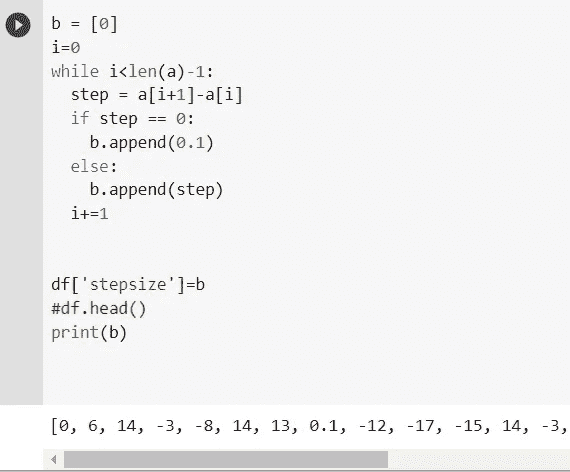 b = [0]
i=0
while i<len(a)-1:
  step = a[i+1]-a[i]
  if step == 0:
    b.append(0.1)
  else:
    b.append(step)
  i+=1
df['stepsize']=b
#df.head()
print(b)
[0, 6, 14, -3, -8, 14, 13, 0.1, -12, -17, -15, 14, -3,